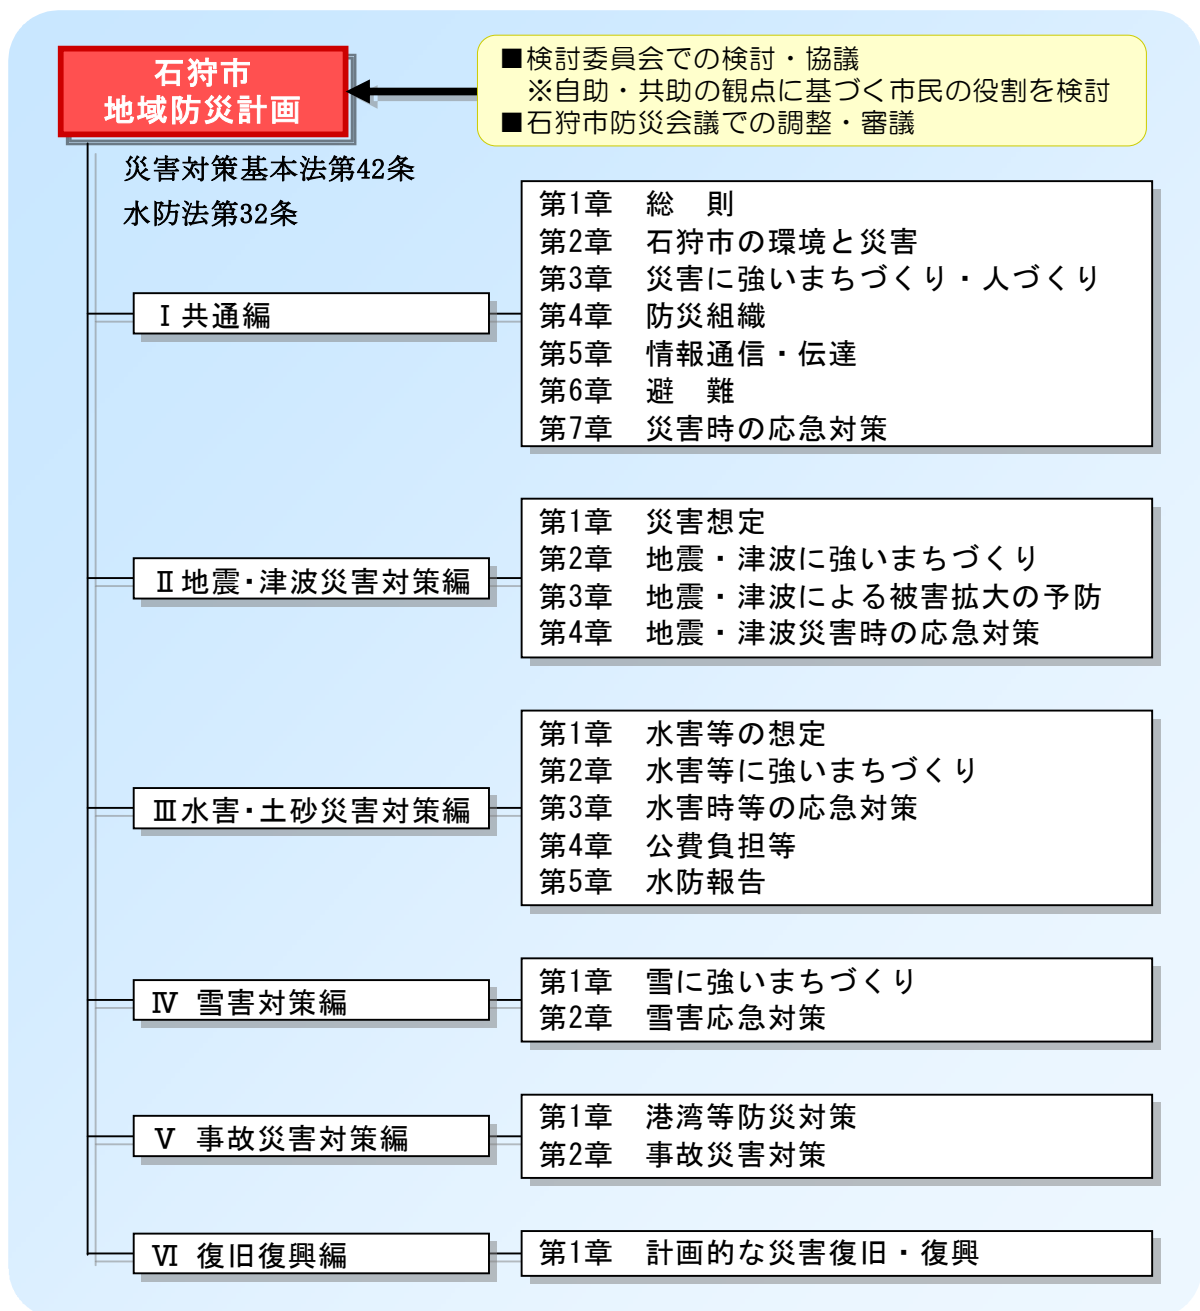 石狩市
地域防災計画
■検討委員会での検討・協議
※自助・共助の観点に基づく市民の役割を検討
■石狩市防災会議での調整・審議
災害対策基本法第42条
水防法第32条
Ⅰ 共通編
第1章　総　則
第2章　石狩市の環境と災害
第3章　災害に強いまちづくり・人づくり
第4章　防災組織
第5章　情報通信・伝達
第6章　避　難
第7章　災害時の応急対策
Ⅱ 地震・津波災害対策編
第1章　災害想定
第2章　地震・津波に強いまちづくり
第3章　地震・津波による被害拡大の予防
第4章　地震・津波災害時の応急対策
Ⅲ 水害・土砂災害対策編
第1章　水害等の想定
第2章　水害等に強いまちづくり
第3章　水害時等の応急対策
第4章　公費負担等
第5章　水防報告
Ⅳ 雪害対策編
第1章　雪に強いまちづくり
第2章　雪害応急対策
Ⅴ 事故災害対策編
第1章　港湾等防災対策
第2章　事故災害対策
Ⅵ 復旧復興編
第1章　計画的な災害復旧・復興